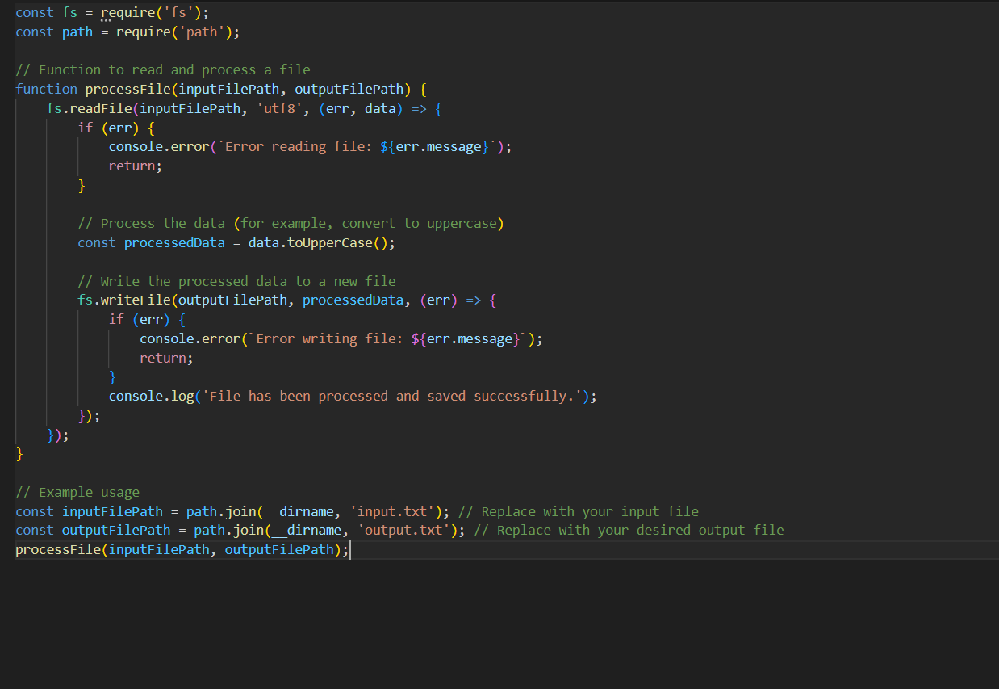 const fs = require('fs');
const path = require('path');

// Function to read and process a file
function processFile(inputFilePath, outputFilePath) {
    fs.readFile(inputFilePath, 'utf8', (err, data) => {
        if (err) {
            console.error(`Error reading file: ${err.message}`);
            return;
        }

        // Process the data (for example, convert to uppercase)
        const processedData = data.toUpperCase();

        // Write the processed data to a new file
        fs.writeFile(outputFilePath, processedData, (err) => {
            if (err) {
                console.error(`Error writing file: ${err.message}`);
                return;
            }
            console.log('File has been processed and saved successfully.');
        });
    });
}

// Example usage
const inputFilePath = path.join(__dirname, 'input.txt'); // Replace with your input file
const outputFilePath = path.join(__dirname, 'output.txt'); // Replace with your desired output file
processFile(inputFilePath, outputFilePath);